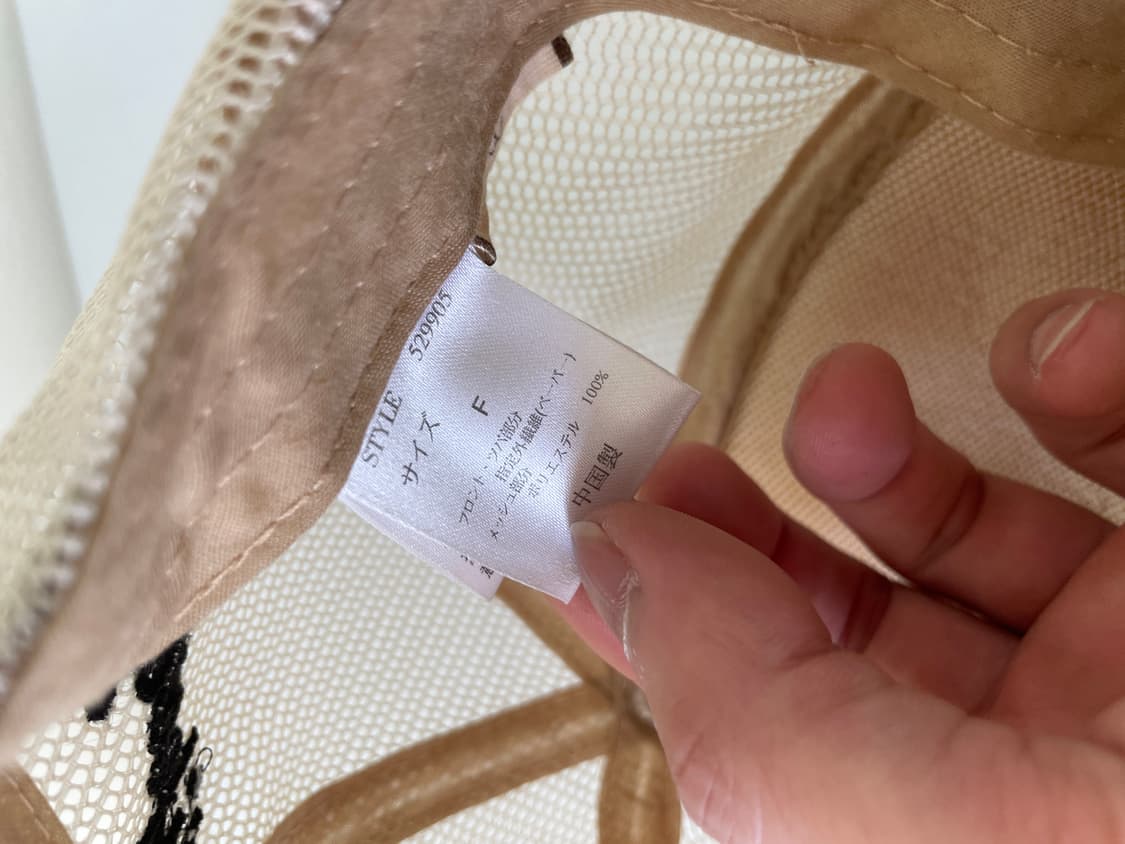 STYLE 529905
サイズ F
フロント、ツバ部分
指定外繊維(ペーパー)
メッシュ部分
ポリエステル 100%
中国製